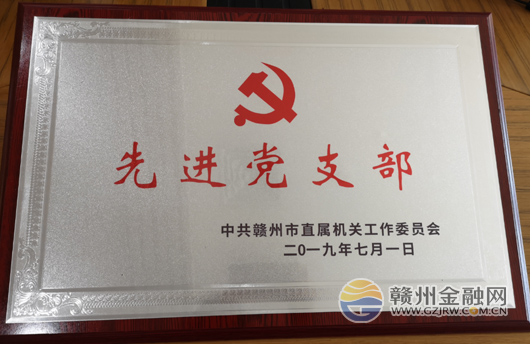 先进党支部
中共赣州市直属机关工作委员会
二0一九年七月一日
赣州金融网
WWW.GZJRW.COM.CN